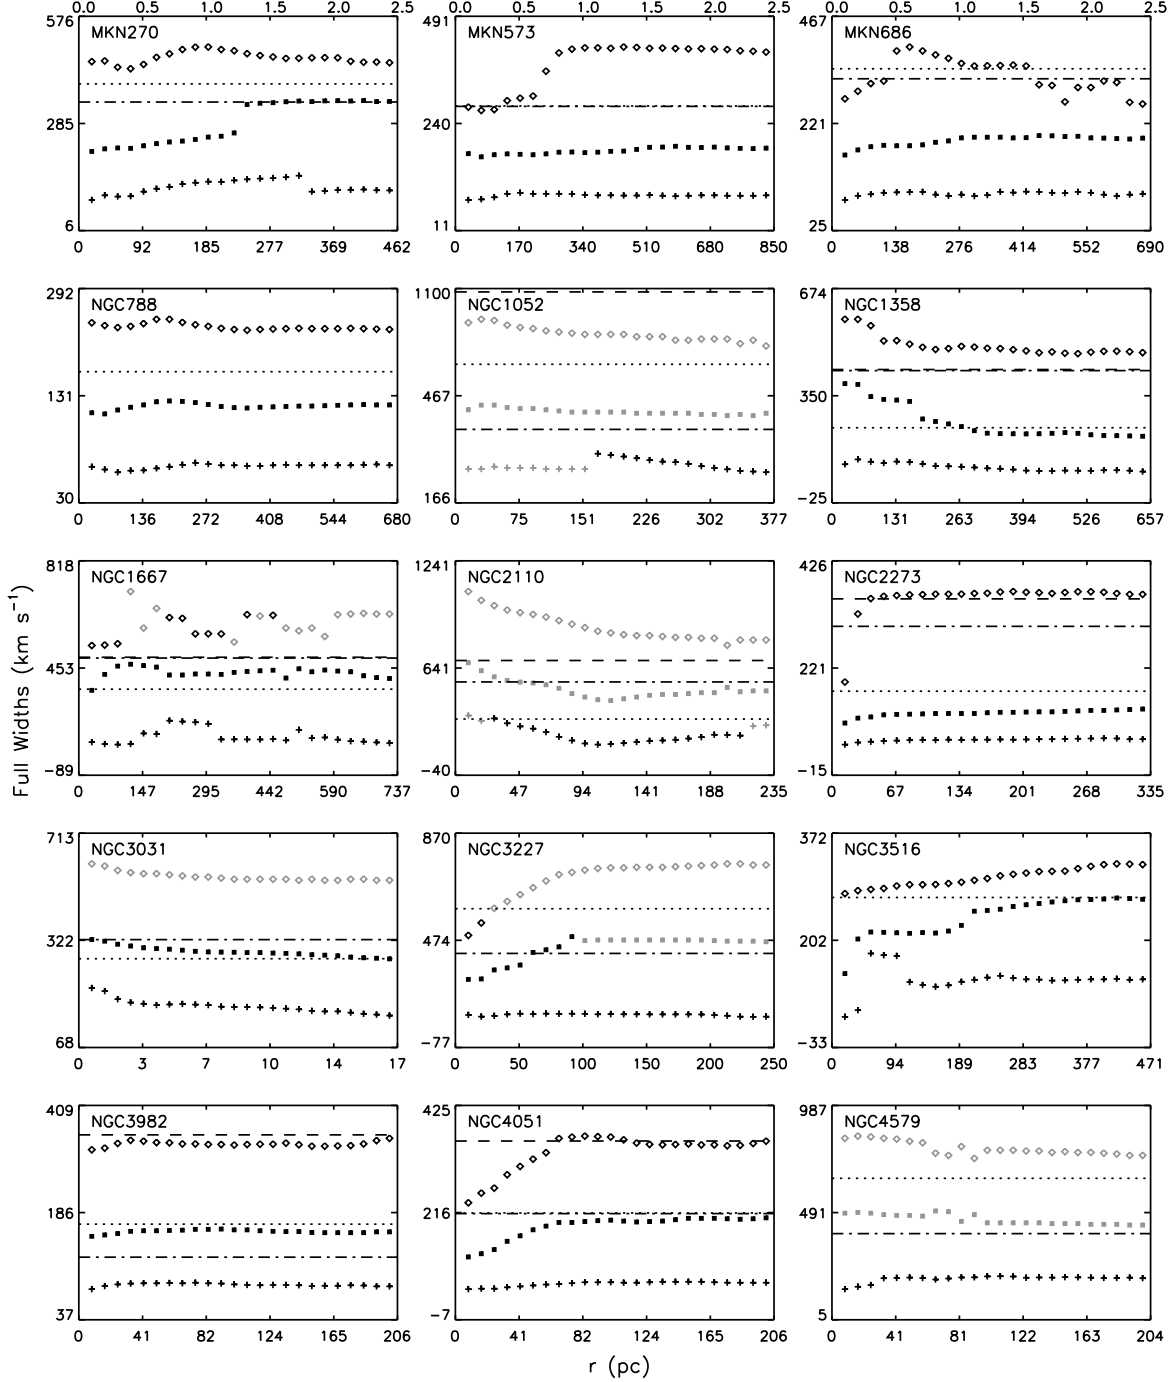 0.0 0.5 1.0 1.5 2.0 2.5 0.0 0.5 1.0 1.5 2.0 2.5 0.0 0.5 1.0 1.5 2.0 2.5
576 MKN270 491 MKN573 467 MKN686
285 240 221
6 11 25
0 92 185 277 369 462 0 170 340 510 680 850 0 138 276 414 552 690
292 NGC788 1100 NGC1052 674 NGC1358
131 467 350
30 166 -25
0 136 272 408 544 680 0 75 151 226 302 377 0 131 263 394 526 657
818 NGC1667 1241 NGC2110 426 NGC2273
453 641 221
-89 -40 -15
0 147 295 442 590 737 0 47 94 141 188 235 0 67 134 201 268 335
Full Widths (km s⁻¹)
713 NGC3031 870 NGC3227 372 NGC3516
322 474 202
68 -77 -33
0 3 7 10 14 17 0 50 100 150 200 250 0 94 189 283 377 471
409 NGC3982 425 NGC4051 987 NGC4579
186 216 491
37 -7 5
0 41 82 124 165 206 0 41 82 124 165 206 0 41 81 122 163 204
r (pc)